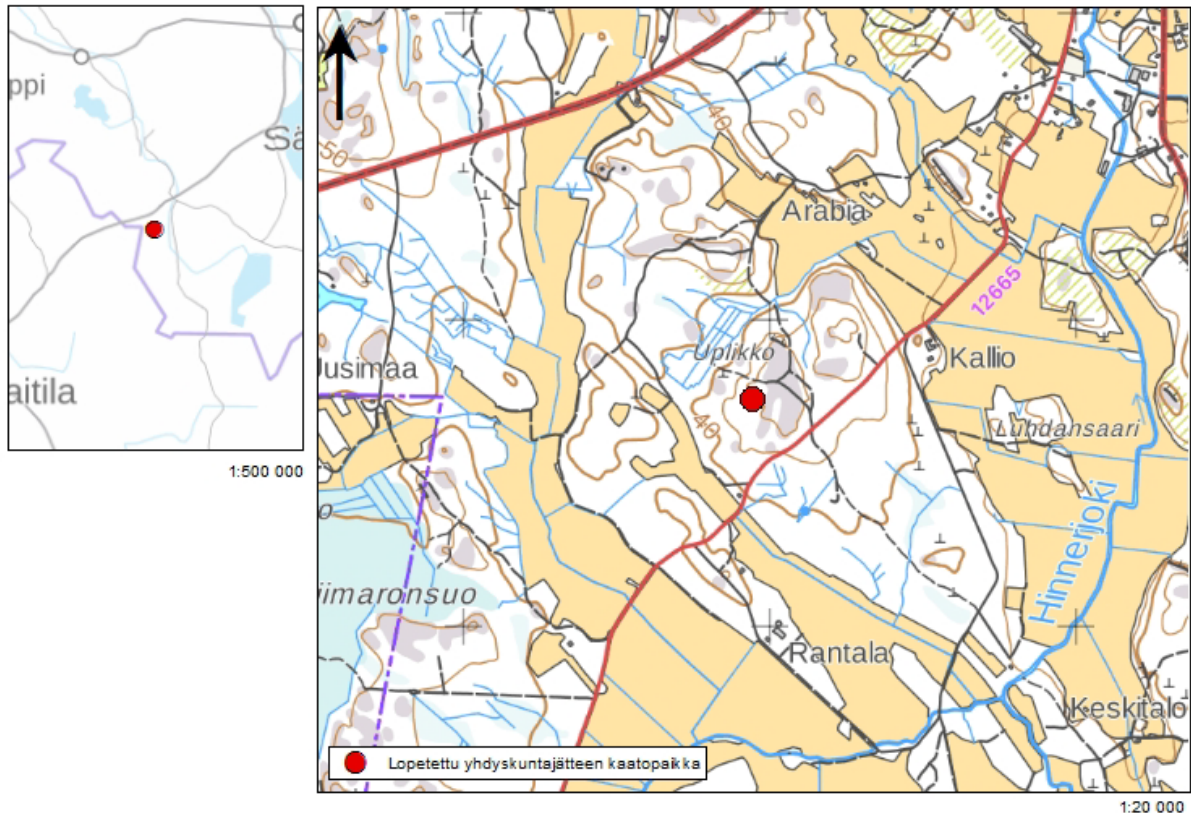 ppi
Sä
aitila
1:500 000
50
40
Arabia
12665
Uplikko
Kallio
Uusimaa
40
Luhdansaari
Hinnerjoki
o
iimaronsuo
Rantala
Keskitalo
Lopetettu yhdyskuntajätteen kaatopaikka
1:20 000